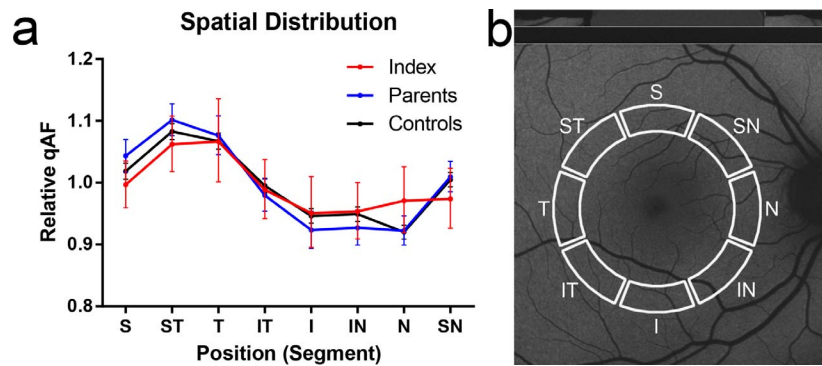 a
Spatial Distribution
Index
Parents
Controls
Relative qAF
1.2
1.1
1.0
0.9
0.8
S ST T IT I IN N SN
Position (Segment)
b
S
ST SN
T N
IT IN
I